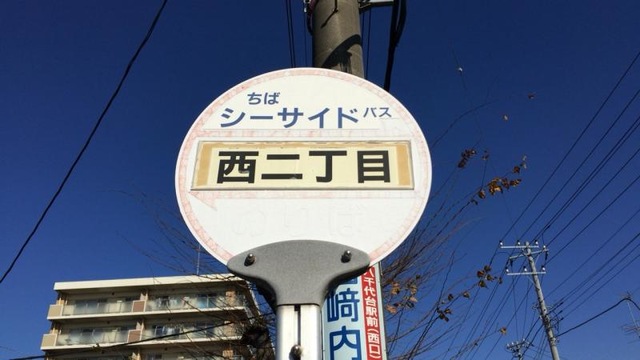 ちば
シーサイドバス
西二丁目
八千代台駅前(西口)
崎内